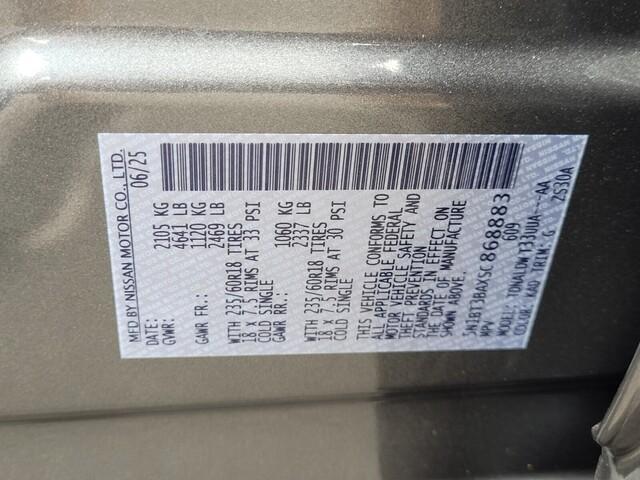 MFD BY NISSAN MOTOR CO., LTD.
DATE: 06/25
GVWR: 2105 KG
4641 LB
GAWR FR.: 1120 KG
2469 LB
WITH 235/60R18 TIRES
18 x 7.5 RIMS AT 33 PSI
COLD SINGLE
GAWR RR.: 1060 KG
2337 LB
WITH 235/60R18 TIRES
18 x 7.5 RIMS AT 30 PSI
COLD SINGLE
THIS VEHICLE CONFORMS TO
ALL APPLICABLE FEDERAL
MOTOR VEHICLE SAFETY AND
THEFT PREVENTION
STANDARDS IN EFFECT ON
THE DATE OF MANUFACTURE
SHOWN ABOVE.
5N1BT3BAXSC868883
MPV 609
MODEL: TDNALDW T33UUA---AA
COLOR: KAD TRIM: G 2S30A